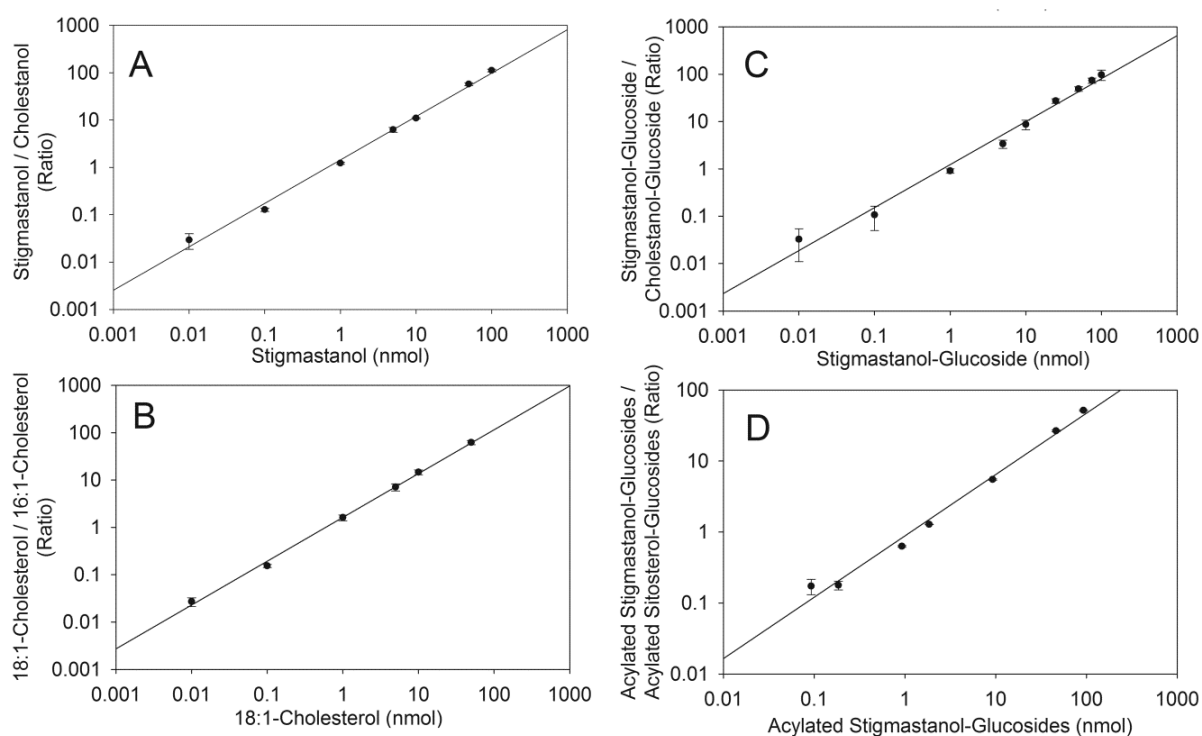 A
Stigmastanol / Cholestanol
(Ratio)
1000
100
10
1
0.1
0.01
0.001
0.001 0.01 0.1 1 10 100 1000
Stigmastanol (nmol)
B
18:1-Cholesterol / 16:1-Cholesterol
(Ratio)
1000
100
10
1
0.1
0.01
0.001
0.001 0.01 0.1 1 10 100 1000
18:1-Cholesterol (nmol)
C
Stigmastanol-Glucoside /
Cholestanol-Glucoside (Ratio)
1000
100
10
1
0.1
0.01
0.001
0.001 0.01 0.1 1 10 100 1000
Stigmastanol-Glucoside (nmol)
D
Acylated Stigmastanol-Glucosides /
Acylated Sitosterol-Glucosides (Ratio)
100
10
1
0.1
0.01
0.01 0.1 1 10 100 1000
Acylated Stigmastanol-Glucosides (nmol)